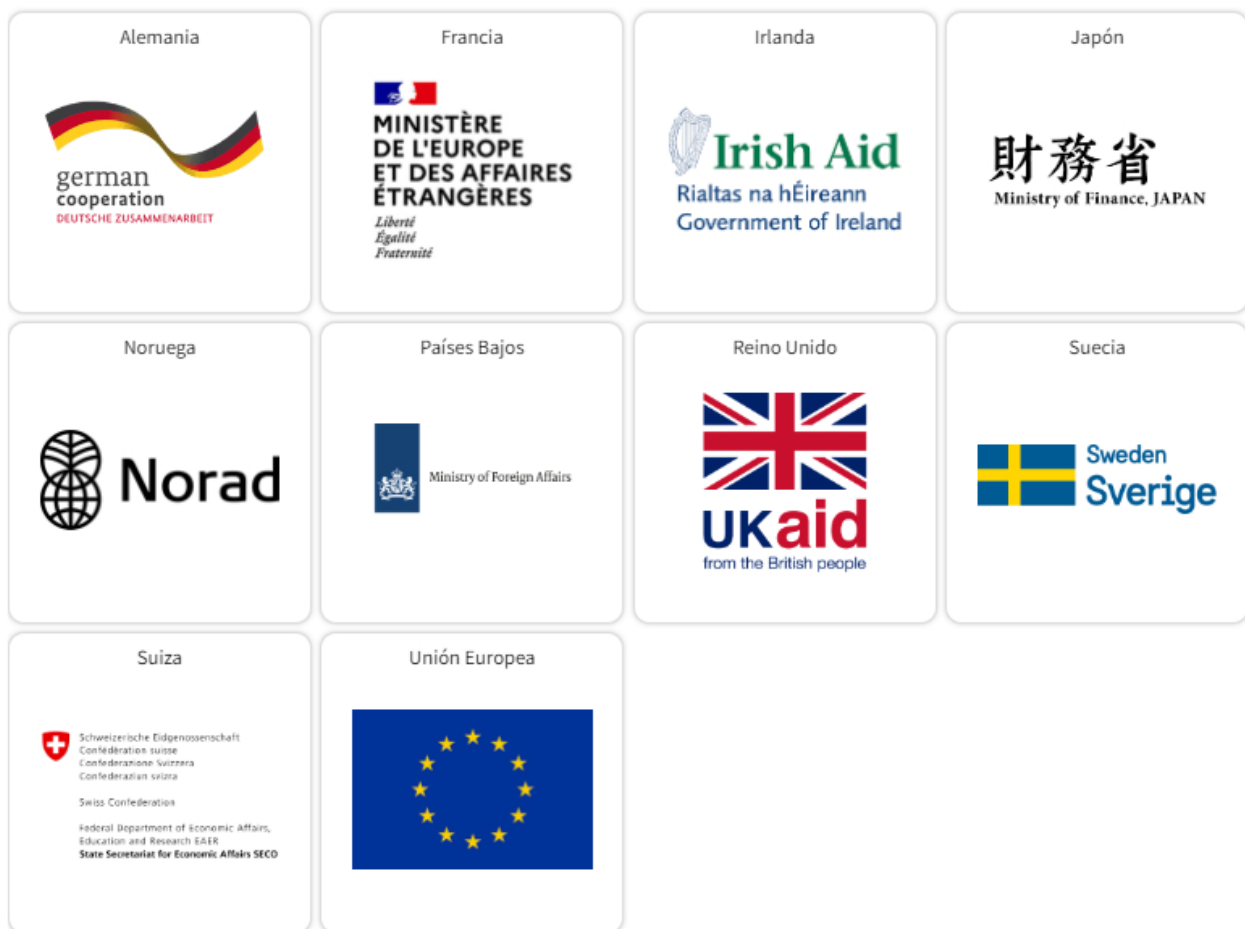 Alemania
german
cooperation
DEUTSCHE ZUSAMMENARBEIT
Francia
MINISTÈRE
DE L'EUROPE
ET DES AFFAIRES
ÉTRANGÈRES
Liberté
Égalité
Fraternité
Irlanda
Irish Aid
Rialtas na hÉireann
Government of Ireland
Japón
財務省
Ministry of Finance, JAPAN
Noruega
Norad
Países Bajos
Ministry of Foreign Affairs
Reino Unido
UKaid
from the British people
Suecia
Sweden
Sverige
Suiza
Schweizerische Eidgenossenschaft
Confédération suisse
Confederazione Svizzera
Confederaziun svizra
Swiss Confederation
Federal Department of Economic Affairs,
Education and Research EAER
State Secretariat for Economic Affairs SECO
Unión Europea